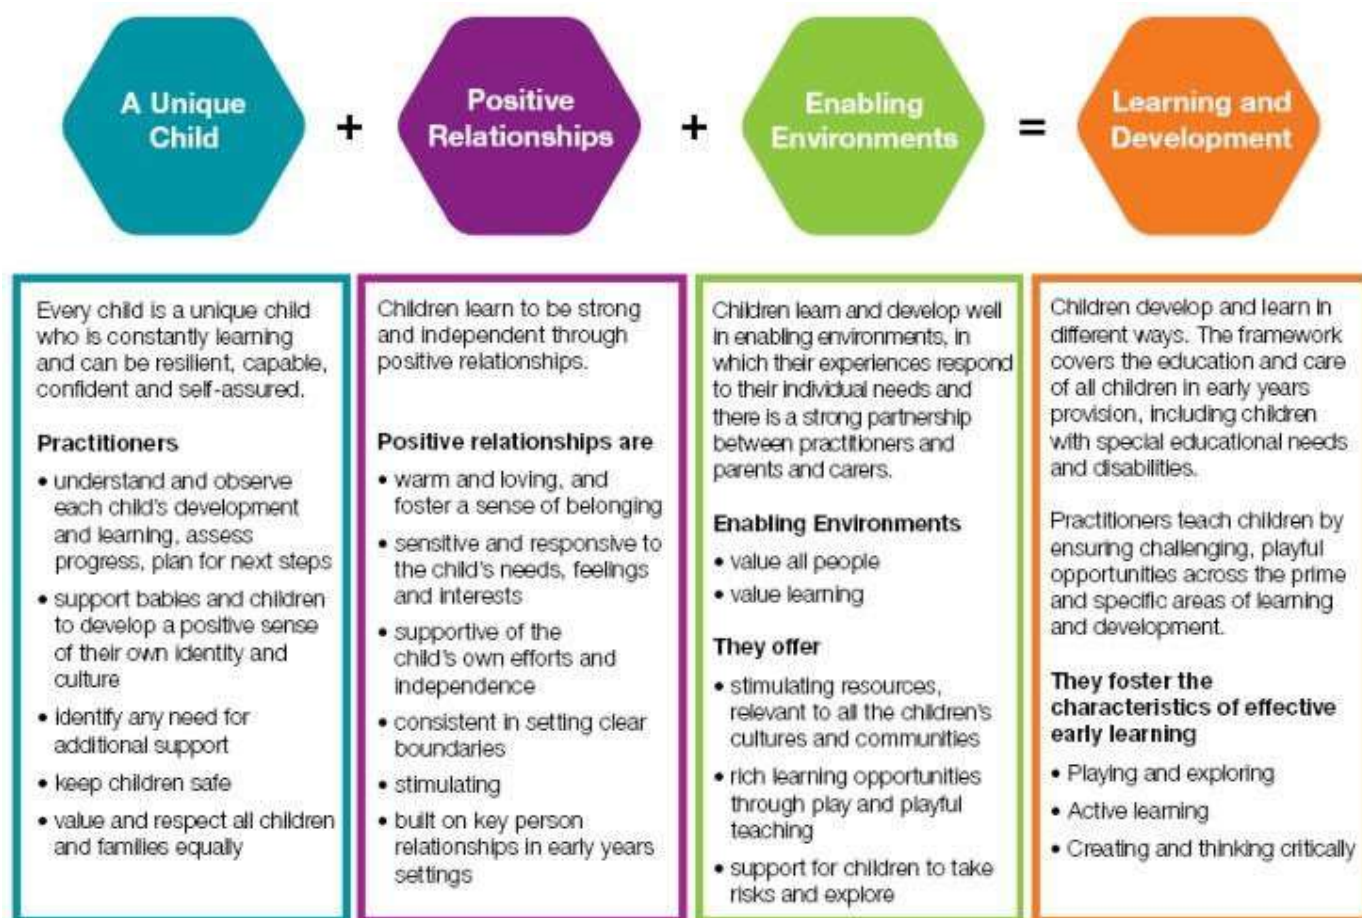 A Unique
Child
+
Positive
Relationships
+
Enabling
Environments
=
Learning and
Development
Every child is a unique child
who is constantly learning
and can be resilient, capable,
confident and self-assured.
Practitioners
• understand and observe
each child's development
and learning, assess
progress, plan for next steps
• support babies and children
to develop a positive sense
of their own identity and
culture
• identify any need for
additional support
• keep children safe
• value and respect all children
and families equally
Children learn to be strong
and independent through
positive relationships.
Positive relationships are
• warm and loving, and
foster a sense of belonging
• sensitive and responsive to
the child's needs, feelings
and interests
• supportive of the
child's own efforts and
independence
• consistent in setting clear
boundaries
• stimulating
• built on key person
relationships in early years
settings
Children learn and develop well
in enabling environments, in
which their experiences respond
to their individual needs and
there is a strong partnership
between practitioners and
parents and carers.
Enabling Environments
• value all people
• value learning
They offer
• stimulating resources,
relevant to all the children's
cultures and communities
• rich learning opportunities
through play and playful
teaching
• support for children to take
risks and explore
Children develop and learn in
different ways. The framework
covers the education and care
of all children in early years
provision, including children
with special educational needs
and disabilities.
Practitioners teach children by
ensuring challenging, playful
opportunities across the prime
and specific areas of learning
and development.
They foster the
characteristics of effective
early learning
• Playing and exploring
• Active learning
• Creating and thinking critically